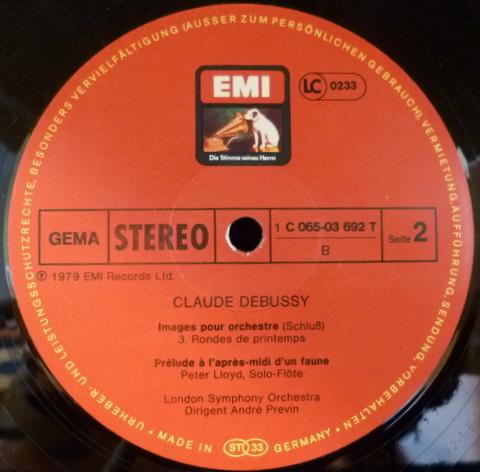 URHEBER- UND LEISTUNGSSCHUTZRECHTE, BESONDERS VERVIELFÄLTIGUNG (AUSSER ZUM PERSÖNLICHEN GEBRAUCH), VERMIETUNG, AUFFÜHRUNG, SENDUNG, VORBEHALTEN
EMI
LC 0233
Die Stimme seines Herrn
GEMA STEREO 1 C 065-03 692 T Seite 2
B
℗ 1979 EMI Records Ltd.
CLAUDE DEBUSSY
Images pour orchestre (Schluß)
3. Rondes de printemps
Prélude à l'après-midi d'un faune
Peter Lloyd, Solo-Flöte
London Symphony Orchestra
Dirigent André Previn
MADE IN ST 33 GERMANY